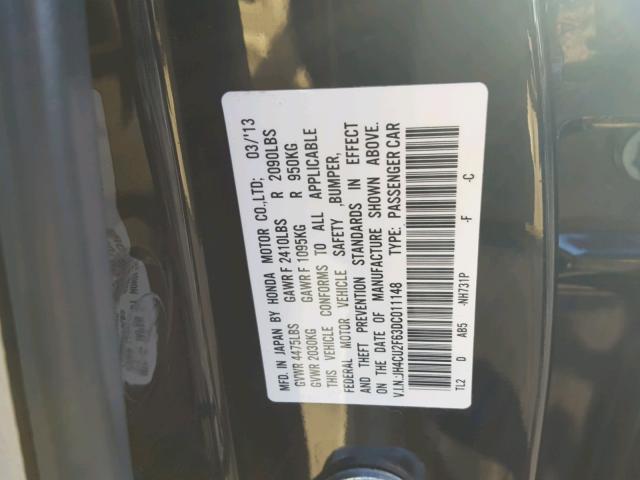 MFD. IN JAPAN BY HONDA MOTOR CO.,LTD; 03/'13
GVWR 4475LBS GAWR F 2410LBS R 2090LBS
GVWR 2030KG GAWR F 1095KG R 950KG
THIS VEHICLE CONFORMS TO ALL APPLICABLE
FEDERAL MOTOR VEHICLE SAFETY ,BUMPER,
AND THEFT PREVENTION STANDARDS IN EFFECT
ON THE DATE OF MANUFACTURE SHOWN ABOVE.
V.I.N.:JH4CU2F63DC011148 TYPE: PASSENGER CAR
TL2 D AB5 -NH731P -F -C